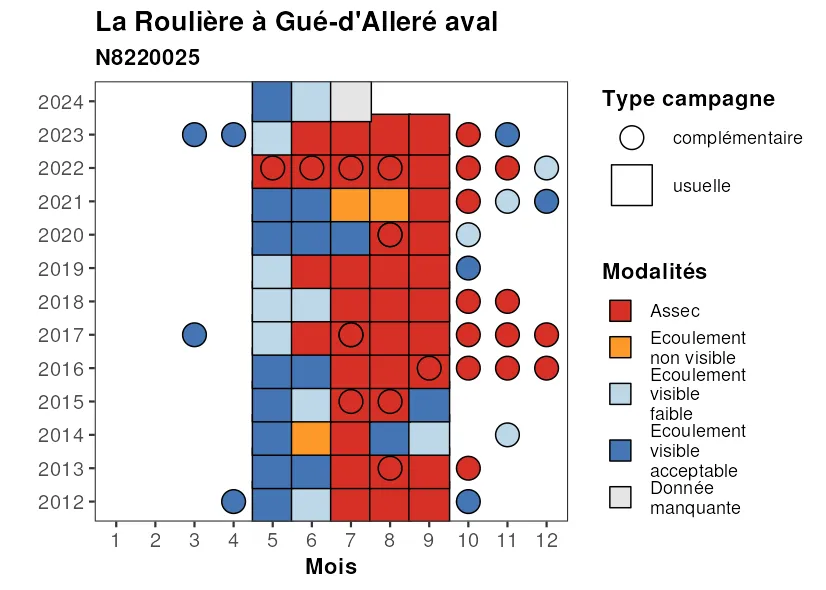 La Roulière à Gué-d'Alleré aval
N8220025
2024
2023
2022
2021
2020
2019
2018
2017
2016
2015
2014
2013
2012
1 2 3 4 5 6 7 8 9 10 11 12
Mois
Type campagne
complémentaire
usuelle
Modalités
Assec
Ecoulement
non visible
Ecoulement
visible
faible
Ecoulement
visible
acceptable
Donnée
manquante